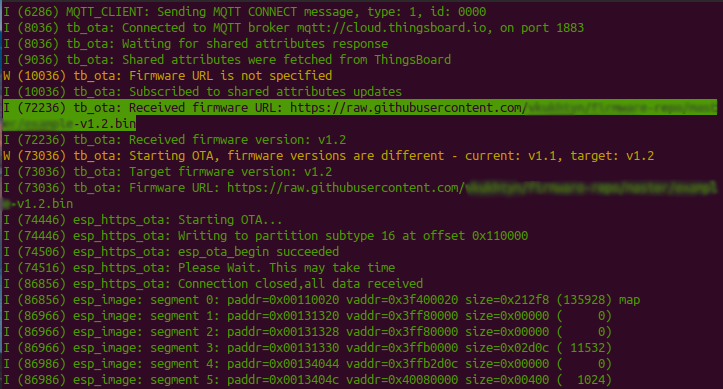 I (6286) MQTT_CLIENT: Sending MQTT CONNECT message, type: 1, id: 0000
I (8036) tb_ota: Connected to MQTT broker mqtt://cloud.thingsboard.io, on port 1883
I (8036) tb_ota: Waiting for shared attributes response
I (9036) tb_ota: Shared attributes were fetched from ThingsBoard
W (10036) tb_ota: Firmware URL is not specified
I (10036) tb_ota: Subscribed to shared attributes updates
I (72236) tb_ota: Received firmware URL: https://raw.githubusercontent.com/
-v1.2.bin
I (72236) tb_ota: Received firmware version: v1.2
W (73036) tb_ota: Starting OTA, firmware versions are different - current: v1.1, target: v1.2
I (73036) tb_ota: Target firmware version: v1.2
I (73036) tb_ota: Firmware URL: https://raw.githubusercontent.com/
-v1.2.bin
I (74446) esp_https_ota: Starting OTA...
I (74446) esp_https_ota: Writing to partition subtype 16 at offset 0x110000
I (74506) esp_https_ota: esp_ota_begin succeeded
I (74516) esp_https_ota: Please Wait. This may take time
I (86856) esp_https_ota: Connection closed,all data received
I (86856) esp_image: segment 0: paddr=0x00110020 vaddr=0x3f400020 size=0x212f8 (135928) map
I (86966) esp_image: segment 1: paddr=0x00131320 vaddr=0x3ff80000 size=0x00000 (     0)
I (86966) esp_image: segment 2: paddr=0x00131328 vaddr=0x3ff80000 size=0x00000 (     0)
I (86966) esp_image: segment 3: paddr=0x00131330 vaddr=0x3ffb0000 size=0x02d0c ( 11532)
I (86986) esp_image: segment 4: paddr=0x00134044 vaddr=0x3ffb2d0c size=0x00000 (     0)
I (86986) esp_image: segment 5: paddr=0x0013404c vaddr=0x40080000 size=0x00400 (  1024)